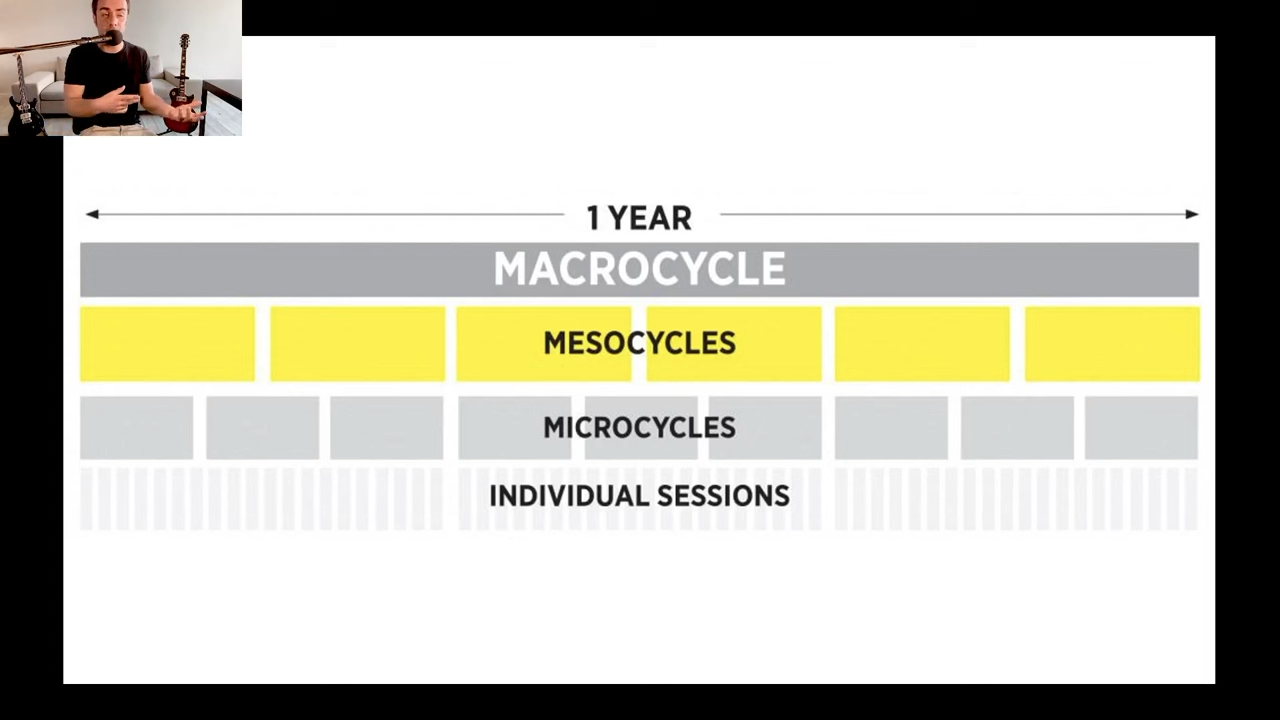 1 YEAR
MACROCYCLE
MESOCYCLES
MICROCYCLES
INDIVIDUAL SESSIONS